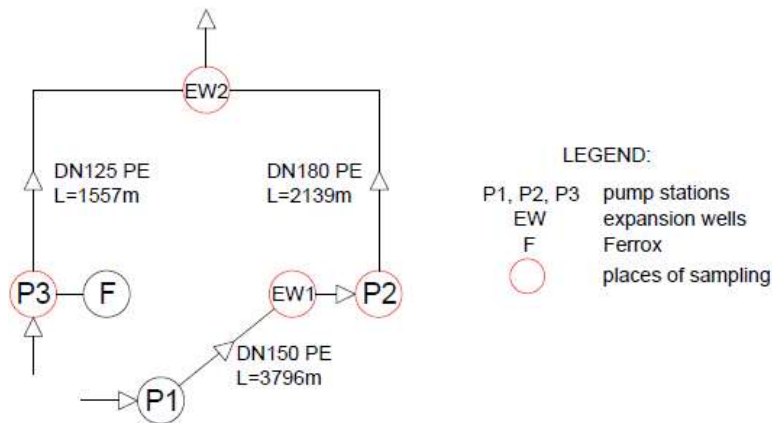 EW2
DN125 PE
L=1557m
DN180 PE
L=2139m
P3
F
EW1
P2
DN150 PE
L=3796m
P1
LEGEND:
P1, P2, P3 pump stations
EW expansion wells
F Ferrox
places of sampling